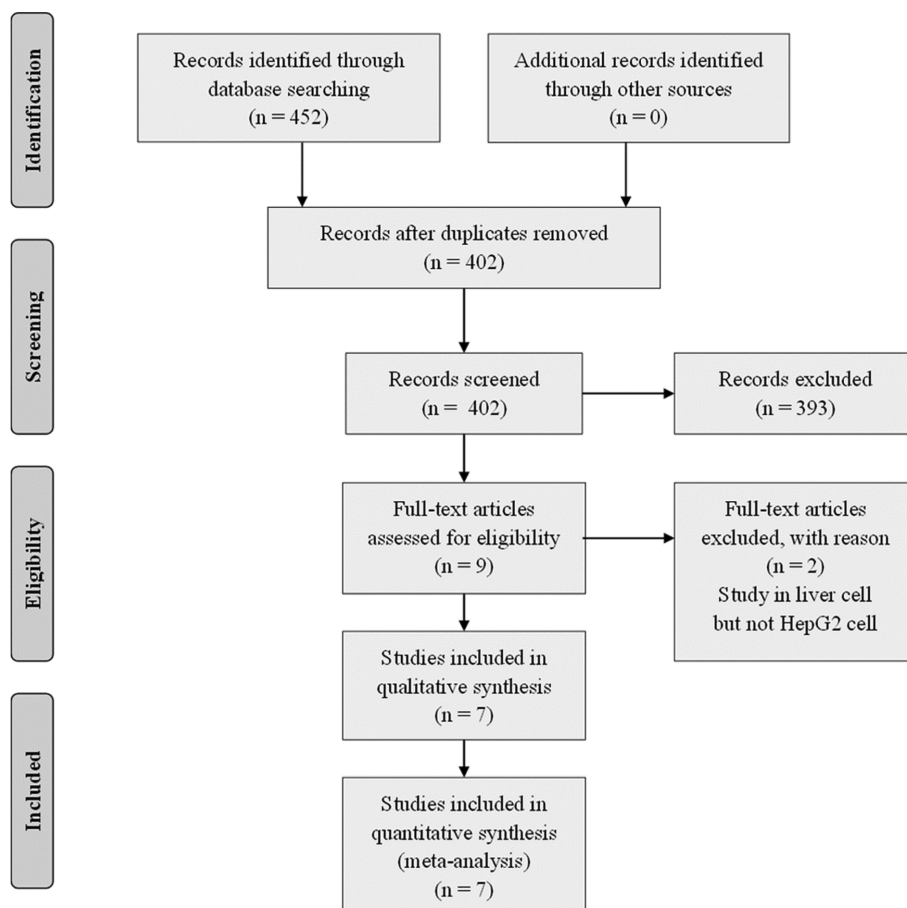 Identification
Records identified through
database searching
(n = 452)
Additional records identified
through other sources
(n = 0)
Records after duplicates removed
(n = 402)
Screening
Records screened
(n = 402)
Records excluded
(n = 393)
Eligibility
Full-text articles
assessed for eligibility
(n = 9)
Full-text articles
excluded, with reason
(n = 2)
Study in liver cell
but not HepG2 cell
Studies included in
qualitative synthesis
(n = 7)
Included
Studies included in
quantitative synthesis
(meta-analysis)
(n = 7)